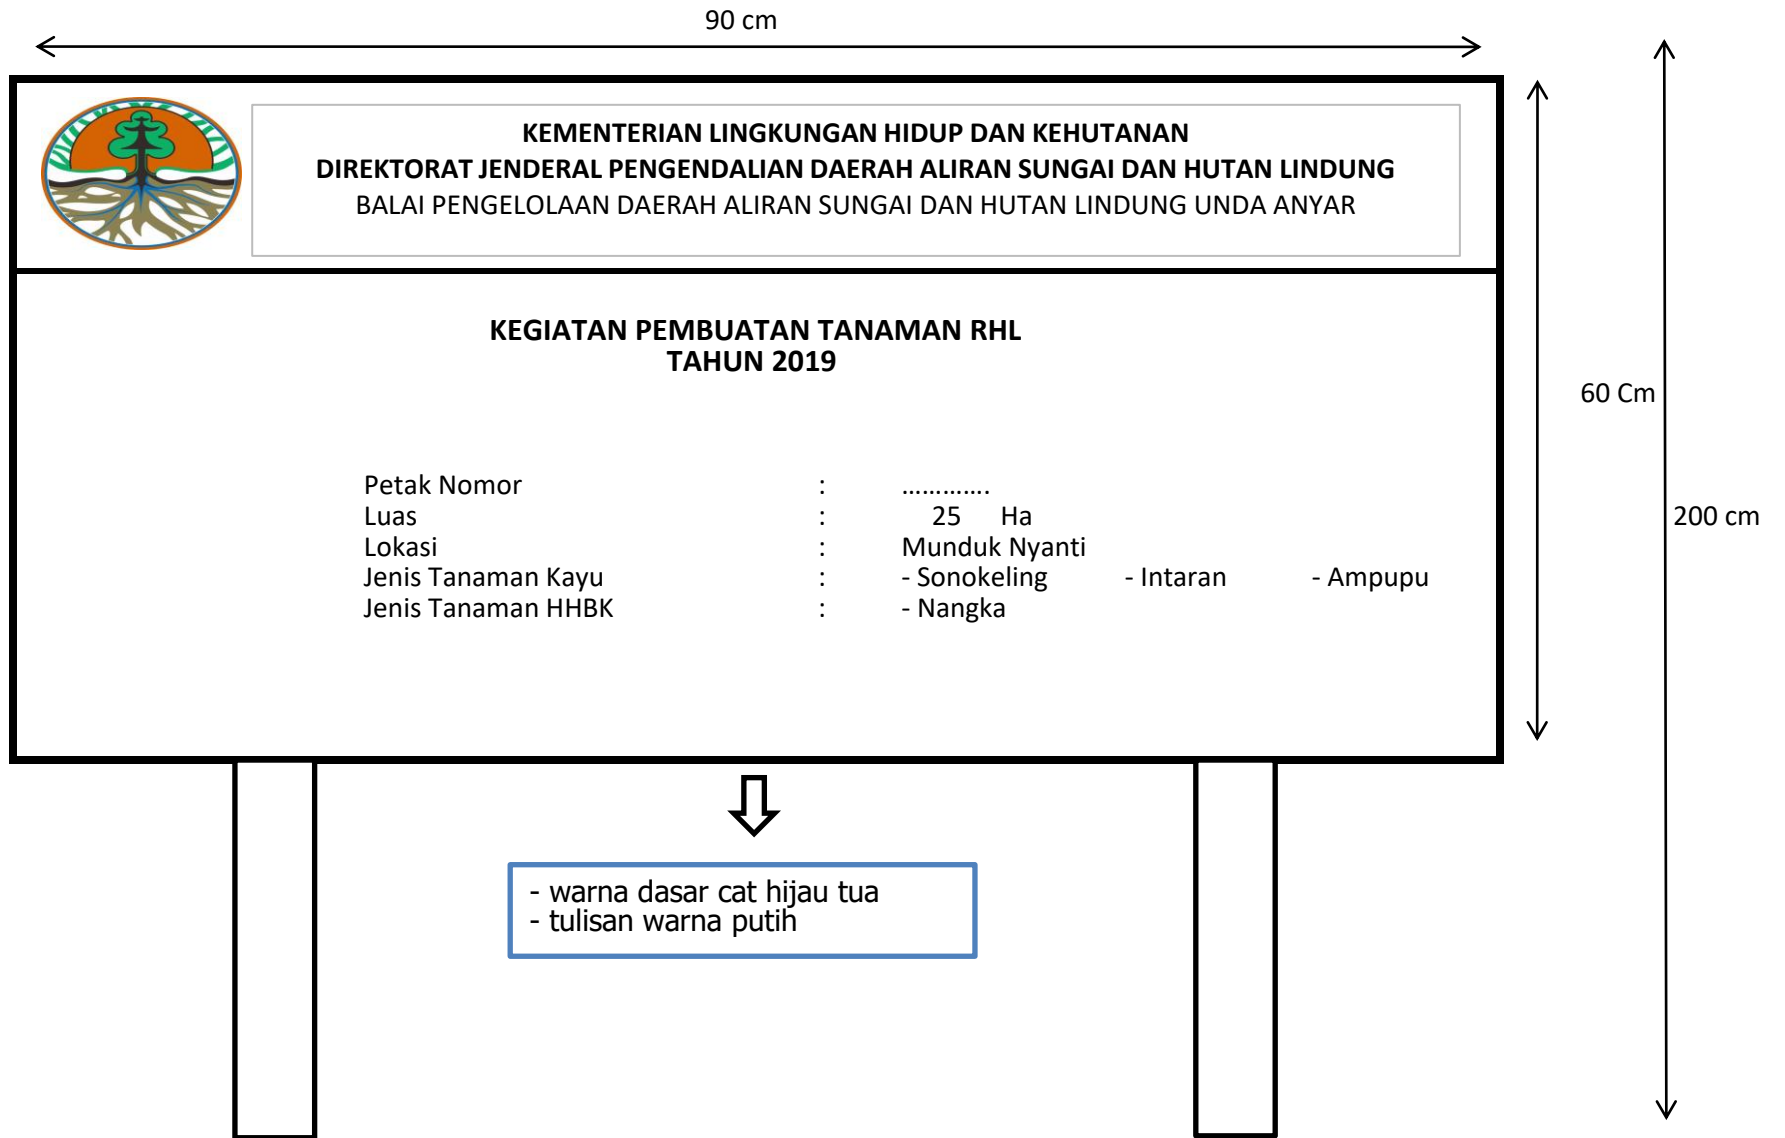 90 cm
KEMENTERIAN LINGKUNGAN HIDUP DAN KEHUTANAN
DIREKTORAT JENDERAL PENGENDALIAN DAERAH ALIRAN SUNGAI DAN HUTAN LINDUNG
BALAI PENGELOLAAN DAERAH ALIRAN SUNGAI DAN HUTAN LINDUNG UNDA ANYAR
KEGIATAN PEMBUATAN TANAMAN RHL
TAHUN 2019
60 Cm
Petak Nomor : ………….
Luas : 25 Ha
200 cm
Lokasi : Munduk Nyanti
Jenis Tanaman Kayu : - Sonokeling - Intaran - Ampupu
Jenis Tanaman HHBK : - Nangka
- warna dasar cat hijau tua
- tulisan warna putih